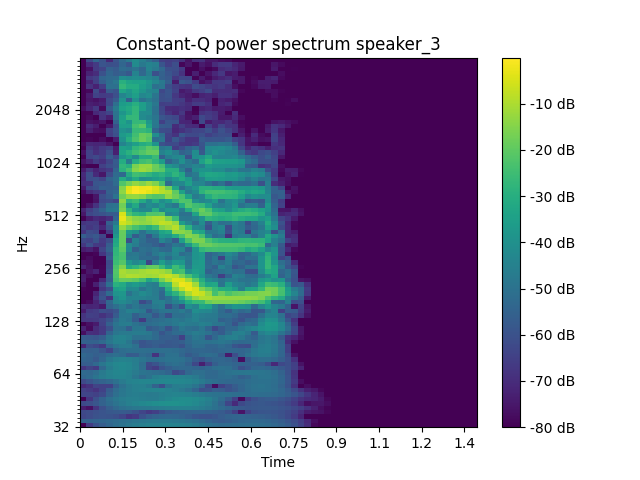 Constant-Q power spectrum speaker_3
Hz
2048
1024
512
256
128
64
32
0 0.15 0.3 0.45 0.6 0.75 0.9 1.1 1.2 1.4
Time
-10 dB
-20 dB
-30 dB
-40 dB
-50 dB
-60 dB
-70 dB
-80 dB